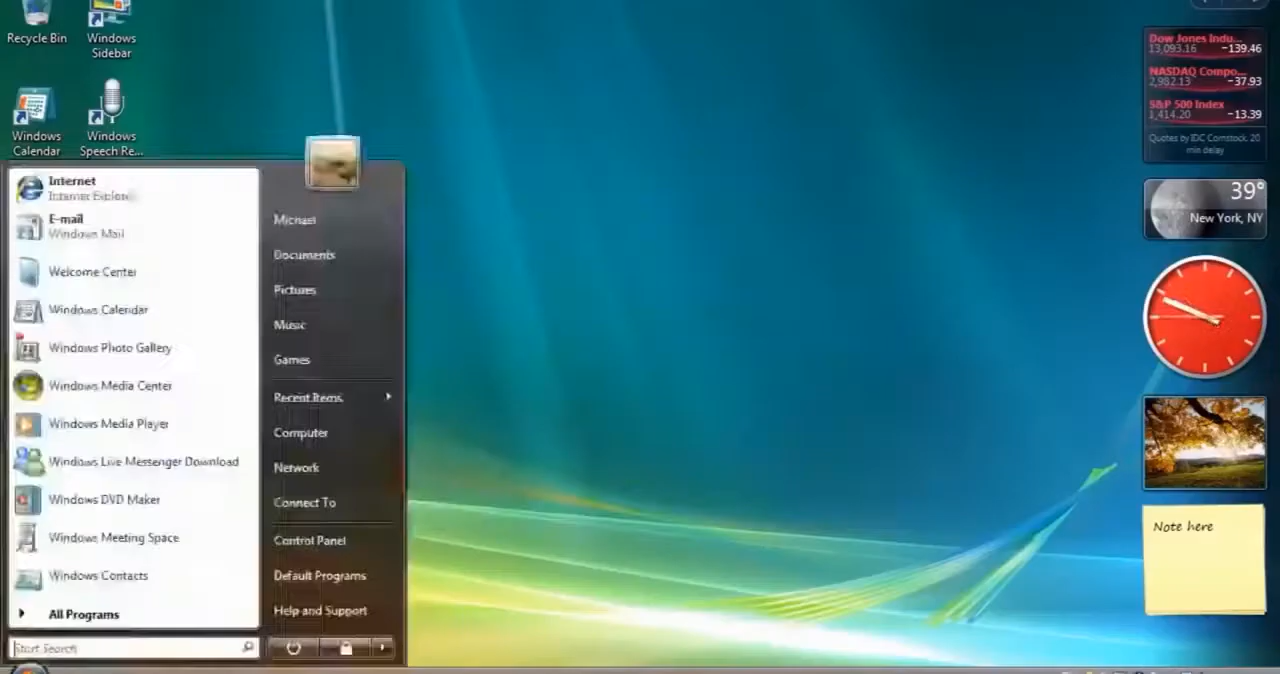 Recycle Bin
Windows Sidebar
Windows Calendar
Windows Speech Re...
Internet
Internet Explorer
E-mail
Windows Mail
Welcome Center
Windows Calendar
Windows Photo Gallery
Windows Media Center
Windows Media Player
Windows Live Messenger Download
Windows DVD Maker
Windows Meeting Space
Windows Contacts
All Programs
Start Search
Michael
Documents
Pictures
Music
Games
Recent Items
Computer
Network
Connect To
Control Panel
Default Programs
Help and Support
Dow Jones Indu...
13,093.16 -139.46
NASDAQ Compo...
2,982.13 -37.93
S&P 500 Index
1,414.20 -13.39
Quotes by IDC Comstock. 20
min delay
39°
New York, NY
Note here